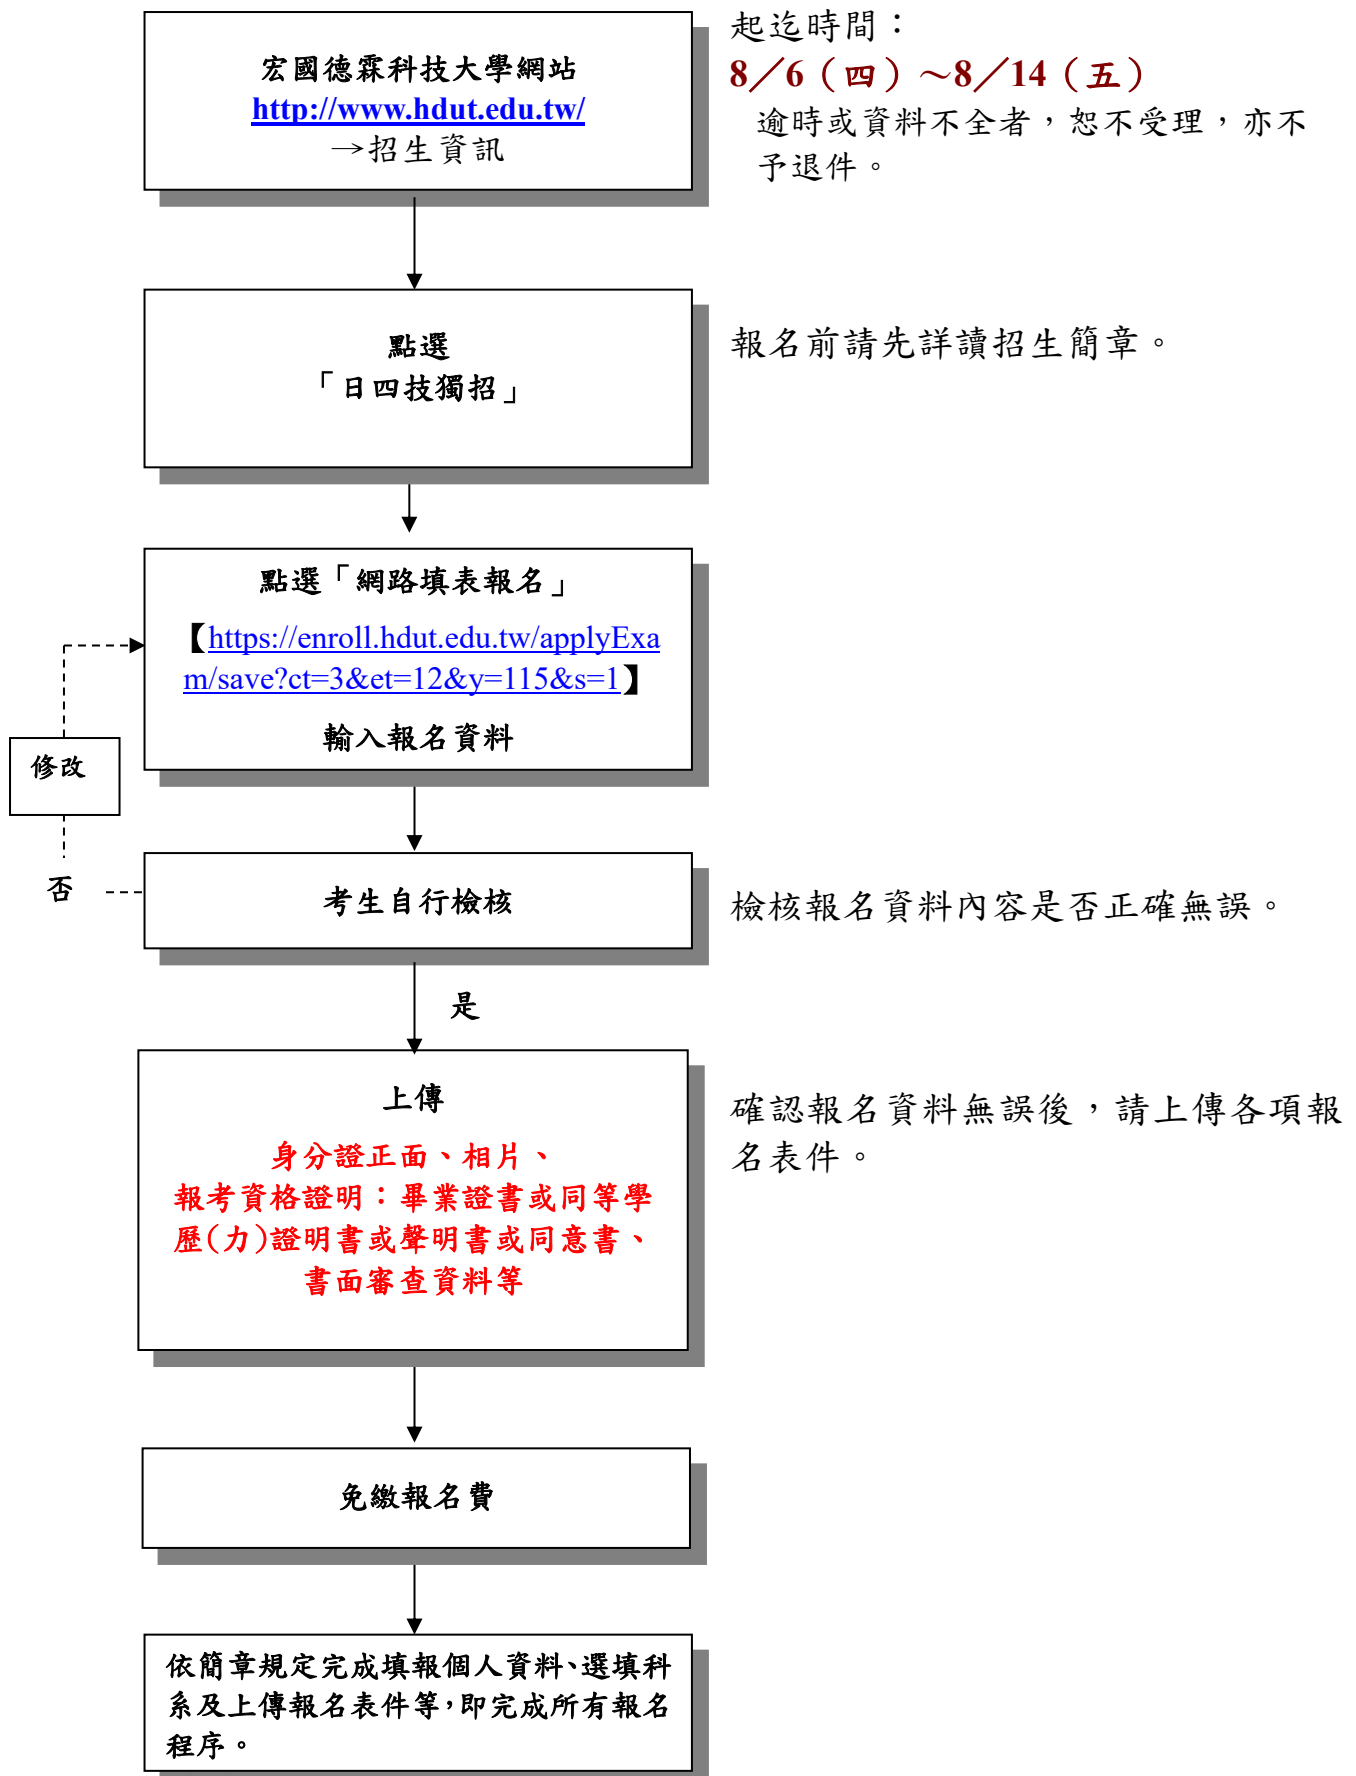 宏國德霖科技大學網站
http://www.hdut.edu.tw/
→招生資訊
起迄時間：
8／6（四）～8／14（五）
逾時或資料不全者，恕不受理，亦不
予退件。
點選
「日四技獨招」
報名前請先詳讀招生簡章。
點選「網路填表報名」
【https://enroll.hdut.edu.tw/applyExa
m/save?ct=3&et=12&y=115&s=1】
輸入報名資料
修改
否
考生自行檢核
檢核報名資料內容是否正確無誤。
是
上傳
身分證正面、相片、
報考資格證明：畢業證書或同等學
歷(力)證明書或聲明書或同意書、
書面審查資料等
確認報名資料無誤後，請上傳各項報
名表件。
免繳報名費
依簡章規定完成填報個人資料、選填科
系及上傳報名表件等，即完成所有報名
程序。